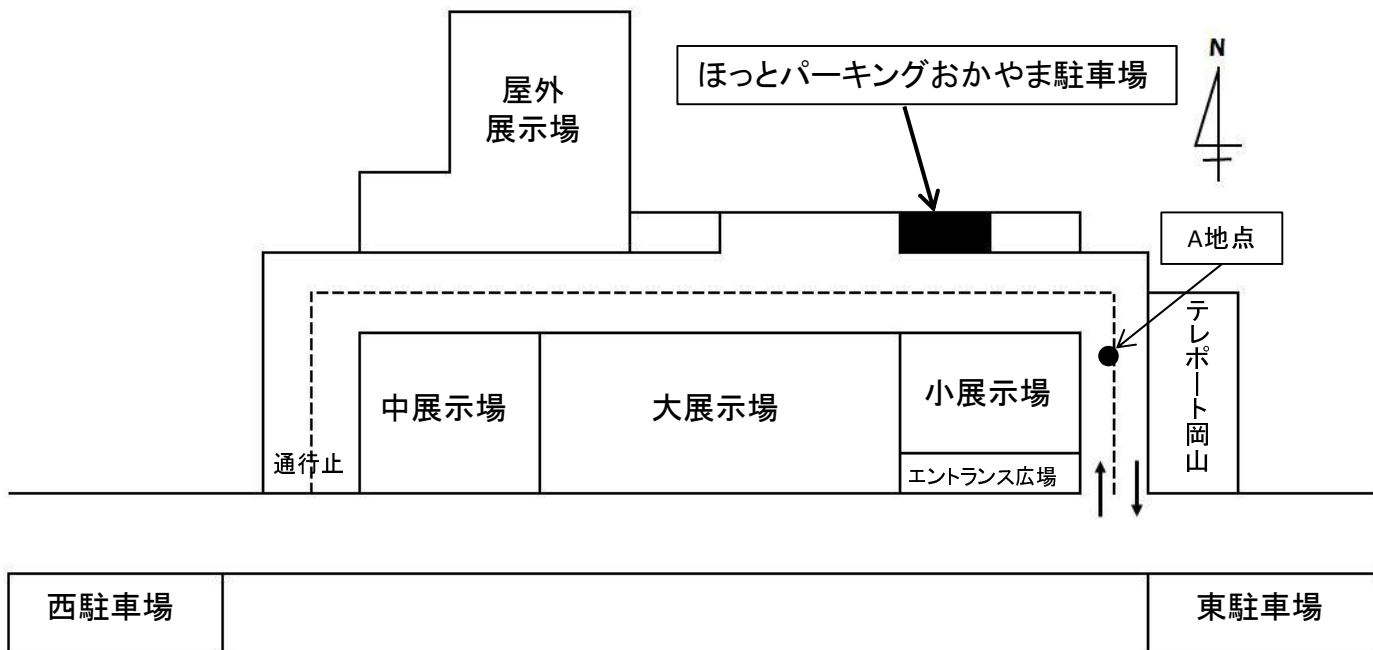 屋外
展示場
ほっとパーキングおかやま駐車場
N
A地点
テレポート岡山
中展示場
大展示場
小展示場
エントランス広場
通行止
西駐車場
東駐車場